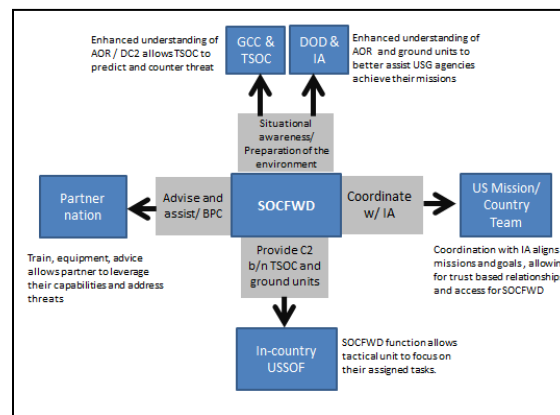 Enhanced understanding of
AOR / DC2 allows TSOC to
predict and counter threat
GCC &
TSOC
DOD &
IA
Enhanced understanding of
AOR and ground units to
better assist USG agencies
achieve their missions
Situational
awareness/
Preparation of the
environment
Partner
nation
Advise and
assist/ BPC
SOCFWD
Coordinate
w/ IA
US Mission/
Country
Team
Train, equipment, advice
allows partner to leverage
their capabilities and address
threats
Provide C2
b/n TSOC and
ground units
Coordination with IA aligns
missions and goals , allowin
for trust based relationship
and access for SOCFWD
In-country
USSOF
SOCFWD function allows
tactical unit to focus on
their assigned tasks.